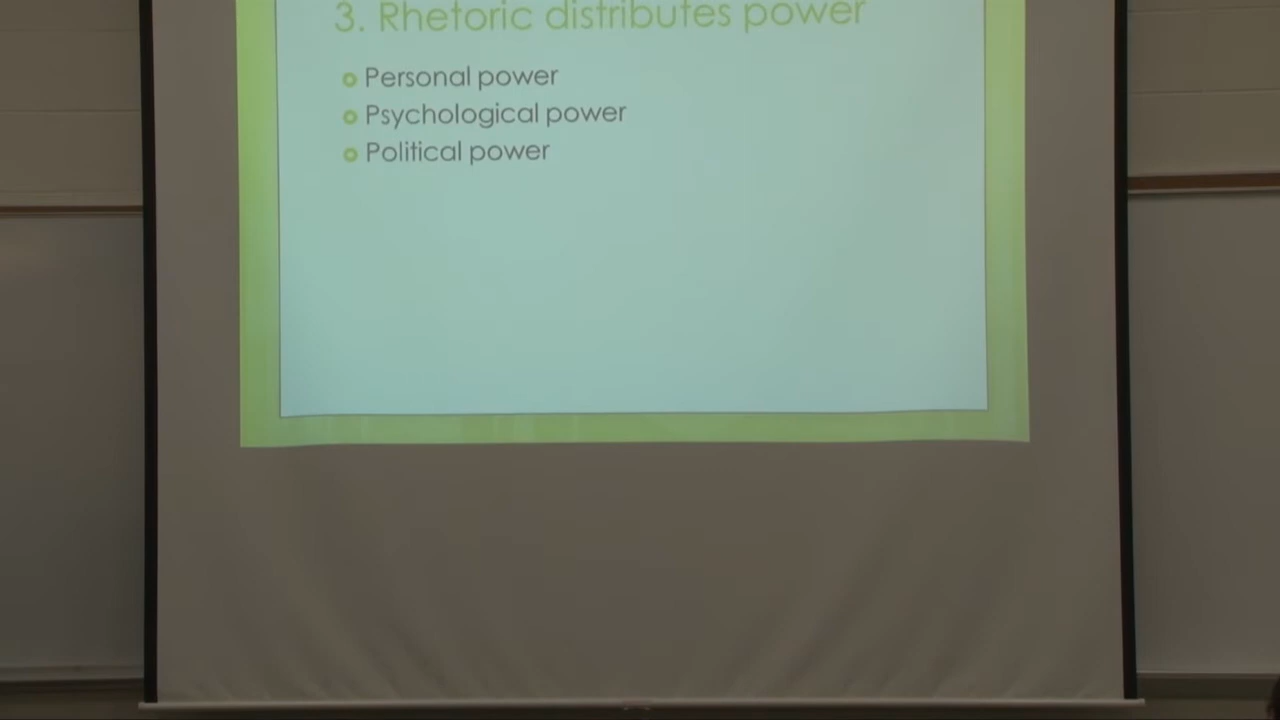 3. Rhetoric distributes power
Personal power
Psychological power
Political power